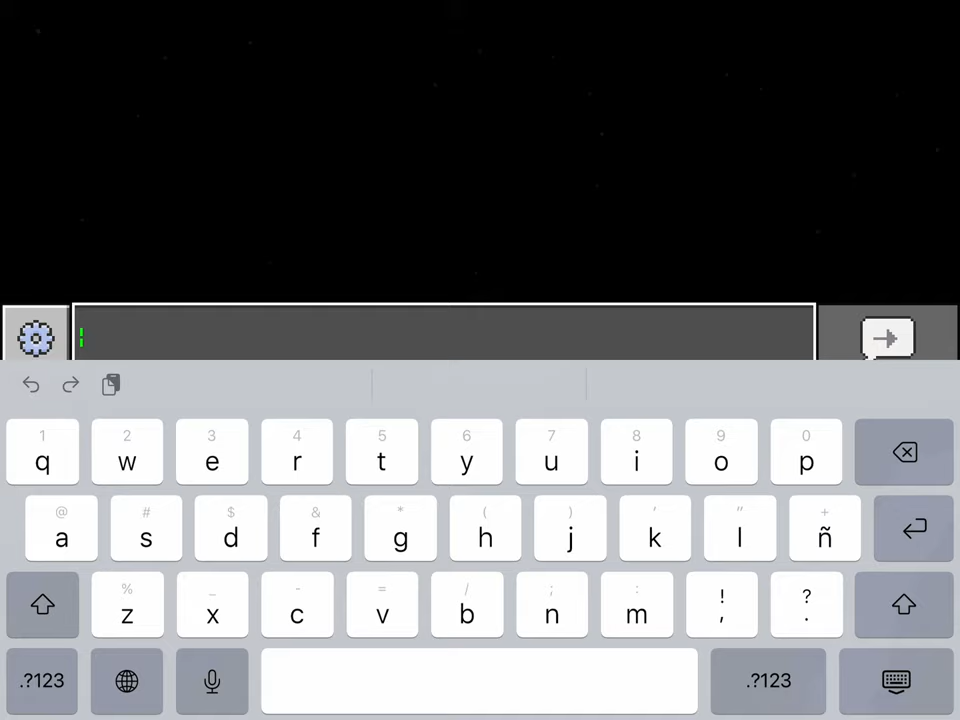 1 2 3 4 5 6 7 8 9 0
q w e r t y u i o p
@ # $ & * ( ) ‘ “ +
a s d f g h j k l ñ
% _ - = / ; : ! ?
z x c v b n m , .
.?123 .?123